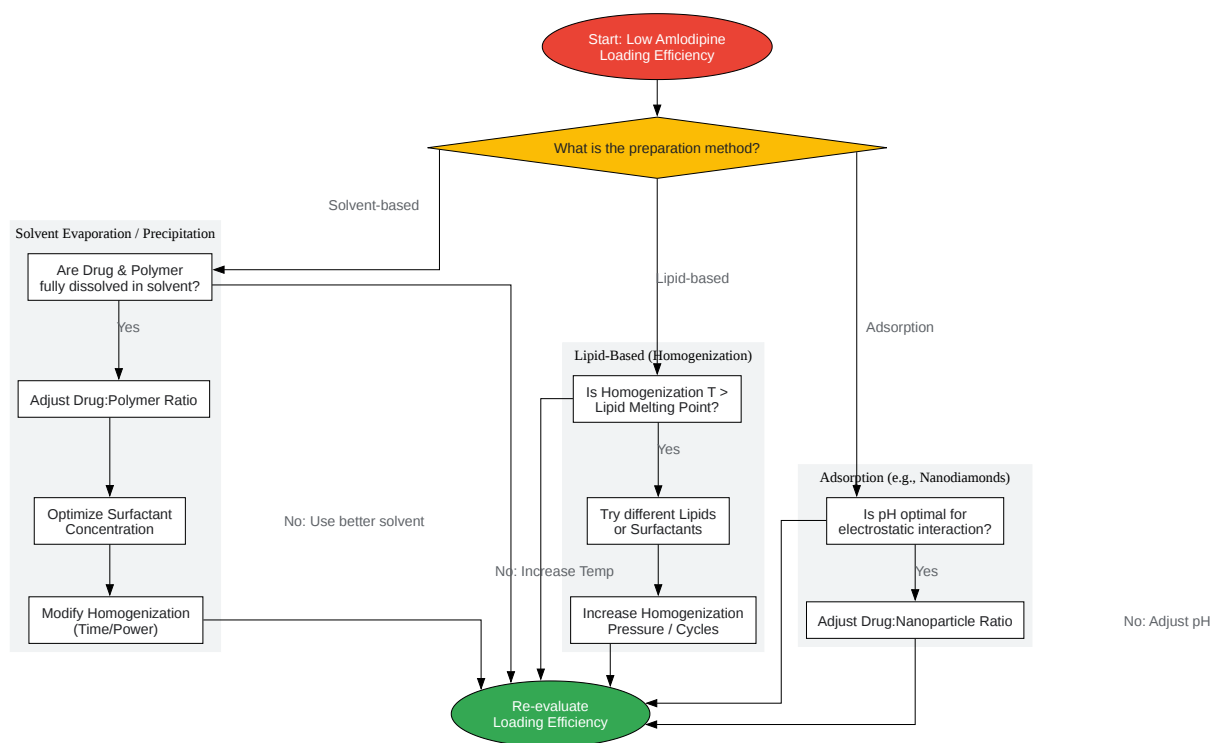 Start: Low Amlodipine
Loading Efficiency
What is the preparation method?
Solvent-based
Lipid-based
Adsorption
Solvent Evaporation / Precipitation
Are Drug & Polymer
fully dissolved in solvent?
Yes
Adjust Drug:Polymer Ratio
Optimize Surfactant
Concentration
Modify Homogenization
(Time/Power)
No: Use better solvent
Lipid-Based (Homogenization)
Is Homogenization T >
Lipid Melting Point?
Yes
Try different Lipids
or Surfactants
No: Increase Temp
Increase Homogenization
Pressure / Cycles
Adsorption (e.g., Nanodiamonds)
Is pH optimal for
electrostatic interaction?
Yes
Adjust Drug:Nanoparticle Ratio
No: Adjust pH
Re-evaluate
Loading Efficiency